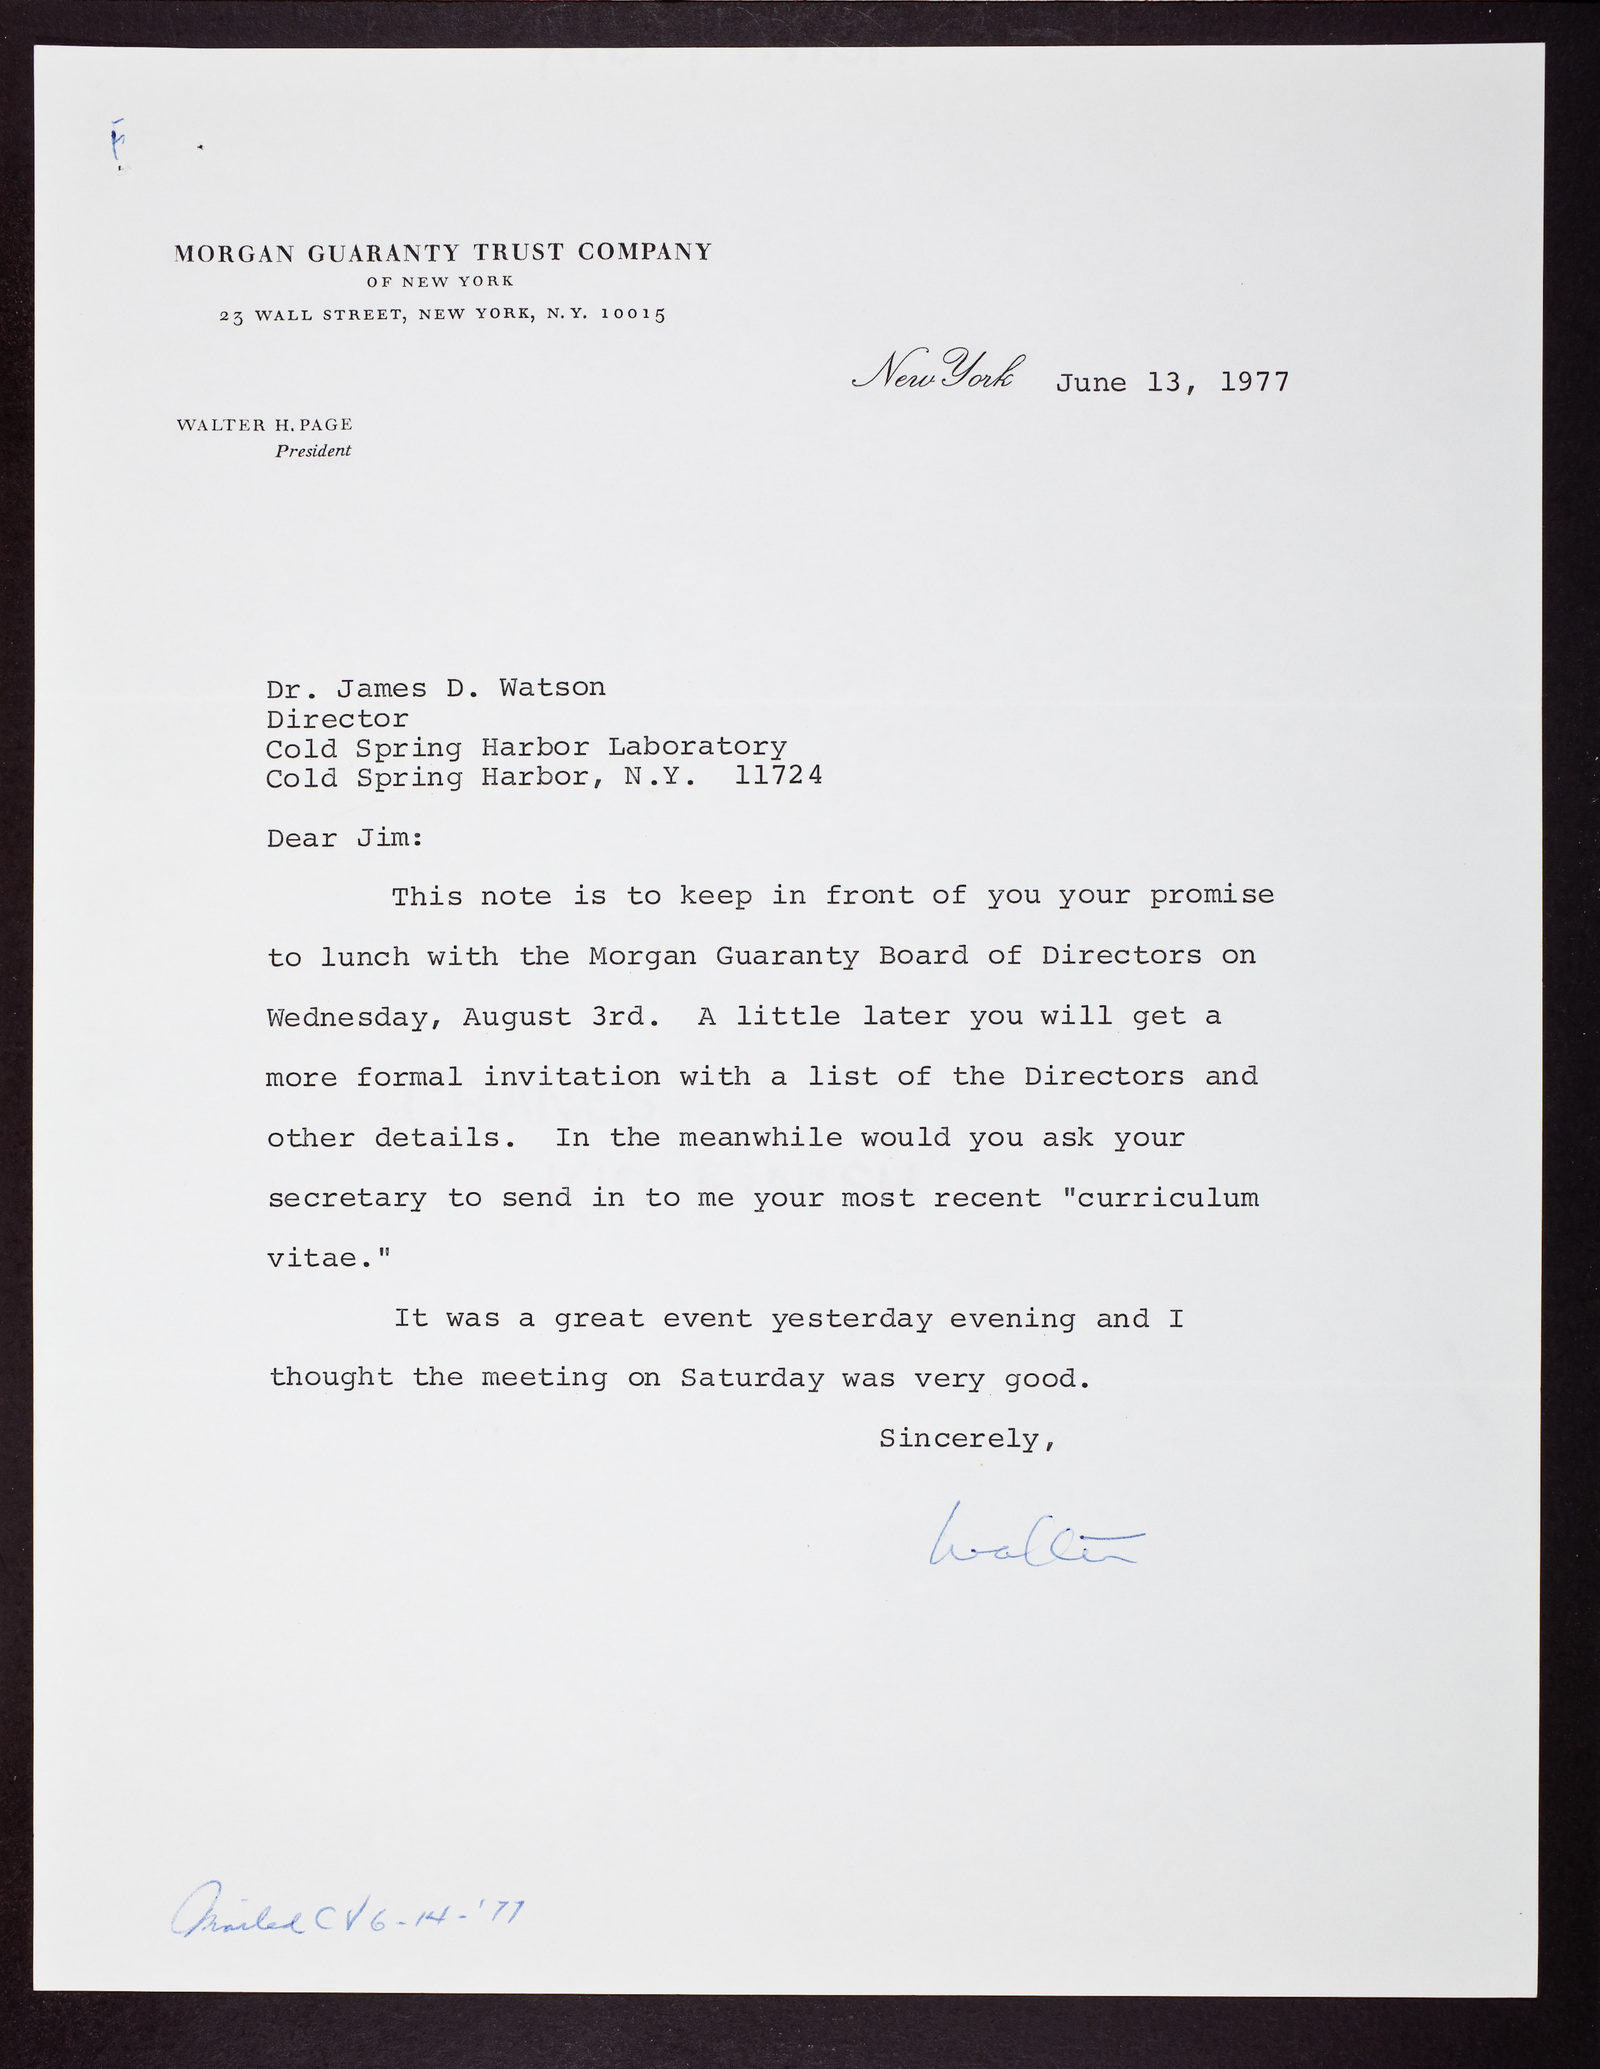 F
MORGAN GUARANTY TRUST COMPANY
OF NEW YORK
23 WALL STREET, NEW YORK, N.Y. 10015
New York June 13, 1977
WALTER H. PAGE
President
Dr. James D. Watson
Director
Cold Spring Harbor Laboratory
Cold Spring Harbor, N.Y.  11724
Dear Jim:
This note is to keep in front of you your promise
to lunch with the Morgan Guaranty Board of Directors on
Wednesday, August 3rd.  A little later you will get a
more formal invitation with a list of the Directors and
other details.  In the meanwhile would you ask your
secretary to send in to me your most recent "curriculum
vitae."
It was a great event yesterday evening and I
thought the meeting on Saturday was very good.
Sincerely,
Walter
Mailed CV 6-14-'77